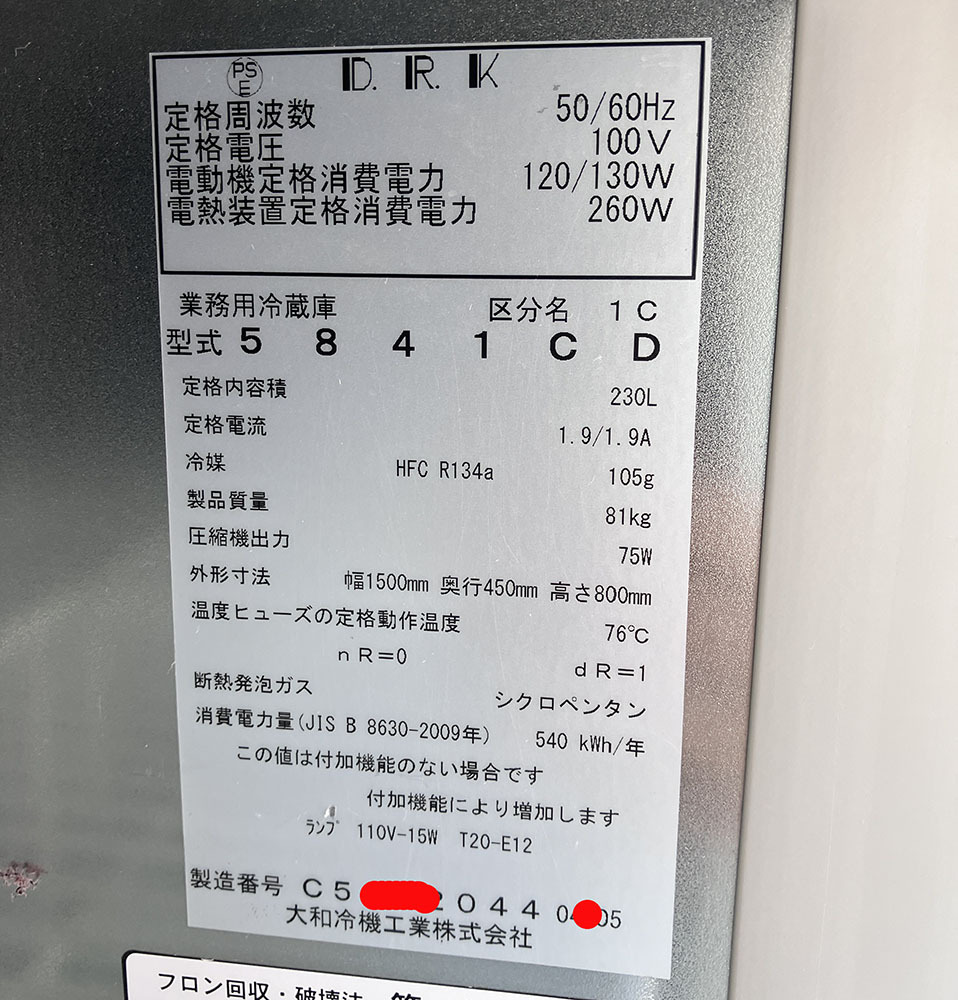 PS
E
D. R. K
定格周波数 50/60Hz
定格電圧 100V
電動機定格消費電力 120/130W
電熱装置定格消費電力 260W
業務用冷蔵庫 区分名 1C
型式 5841CD
定格内容積 230L
定格電流 1.9/1.9A
冷媒 HFC R134a 105g
製品質量 81kg
圧縮機出力 75W
外形寸法 幅1500mm 奥行450mm 高さ800mm
温度ヒューズの定格動作温度 76℃
nR=0 dR=1
断熱発泡ガス シクロペンタン
消費電力量(JIS B 8630-2009年) 540 kWh/年
この値は付加機能のない場合です
付加機能により増加します
ﾗﾝﾌﾟ 110V-15W T20-E12
製造番号 C5 2044 0 05
大和冷機工業株式会社
フロン回収・破壊法